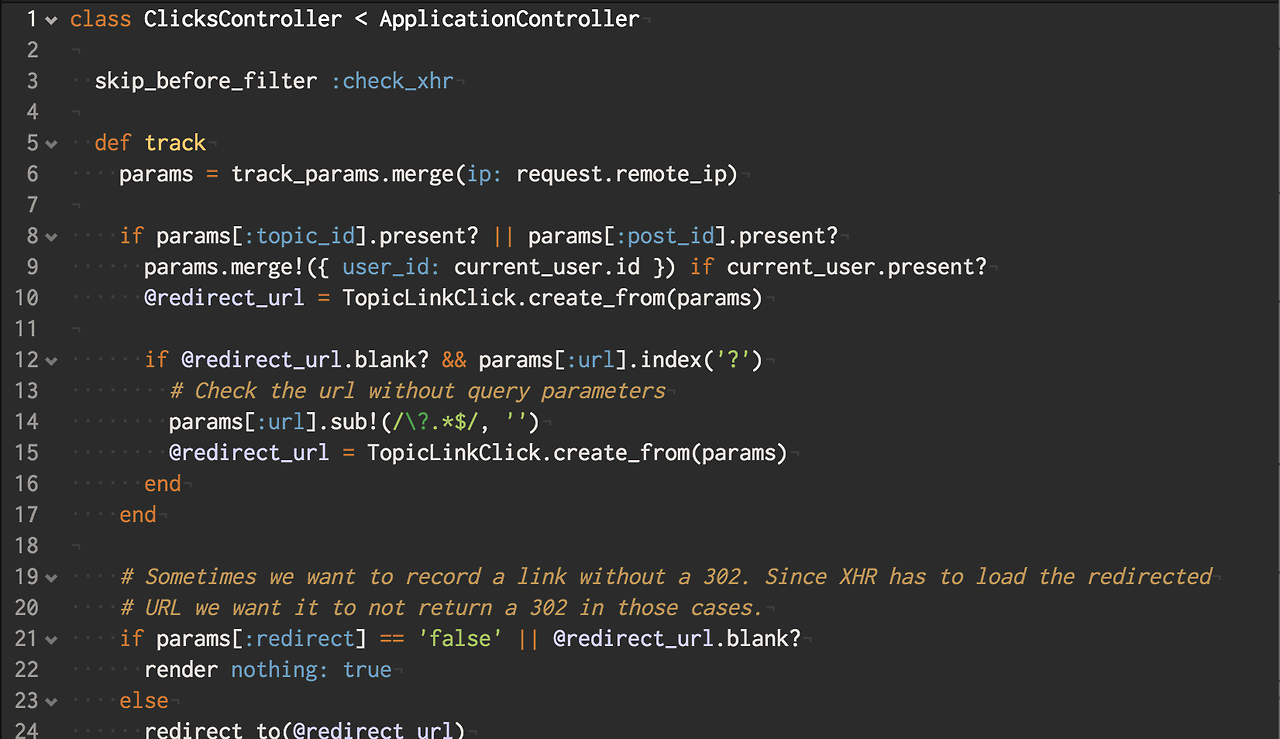 1 class ClicksController < ApplicationController
2
3 skip_before_filter :check_xhr
4
5 def track
6 params = track_params.merge(ip: request.remote_ip)
7
8 if params[:topic_id].present? || params[:post_id].present?
9 params.merge!({ user_id: current_user.id }) if current_user.present?
10 @redirect_url = TopicLinkClick.create_from(params)
11
12 if @redirect_url.blank? && params[:url].index('?')
13 # Check the url without query parameters
14 params[:url].sub!(/\?.*$/, '')
15 @redirect_url = TopicLinkClick.create_from(params)
16 end
17 end
18
19 # Sometimes we want to record a link without a 302. Since XHR has to load the redirected
20 # URL we want it to not return a 302 in those cases.
21 if params[:redirect] == 'false' || @redirect_url.blank?
22 render nothing: true
23 else
24 redirect_to(@redirect_url)